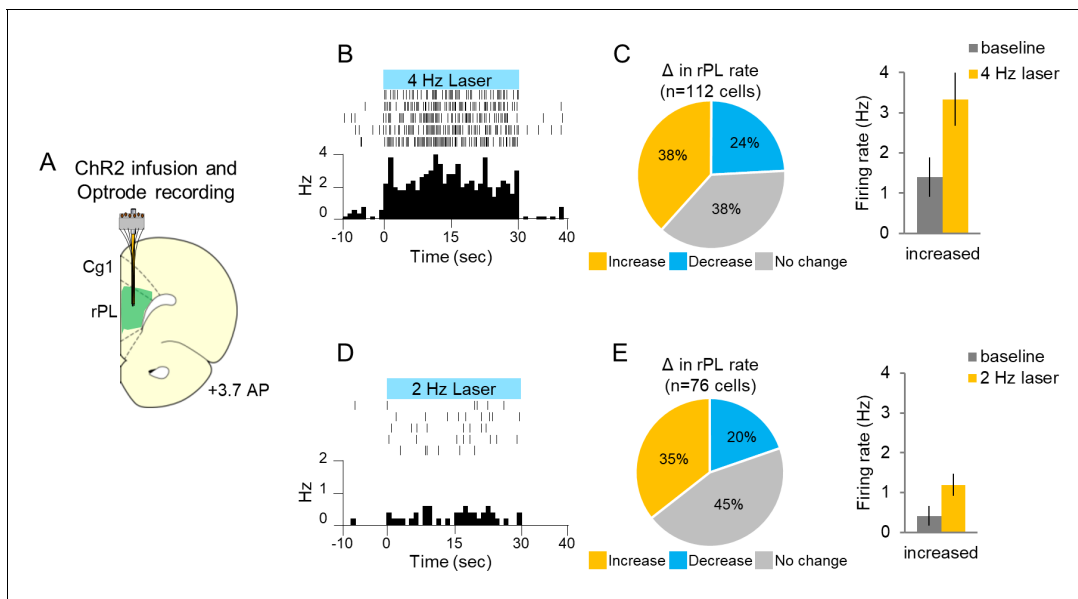 A
ChR2 infusion and
Optrode recording
Cg1
rPL
+3.7 AP
B
4 Hz Laser
4
2
0
Hz
-10 0 15 30 40
Time (sec)
C
Δ in rPL rate
(n=112 cells)
38%
24%
38%
Increase Decrease No change
baseline
4 Hz laser
4
3
2
1
0
Firing rate (Hz)
increased
D
2 Hz Laser
2
1
0
Hz
-10 0 15 30 40
Time (sec)
E
Δ in rPL rate
(n=76 cells)
35%
20%
45%
Increase Decrease No change
baseline
2 Hz laser
4
3
2
1
0
Firing rate (Hz)
increased